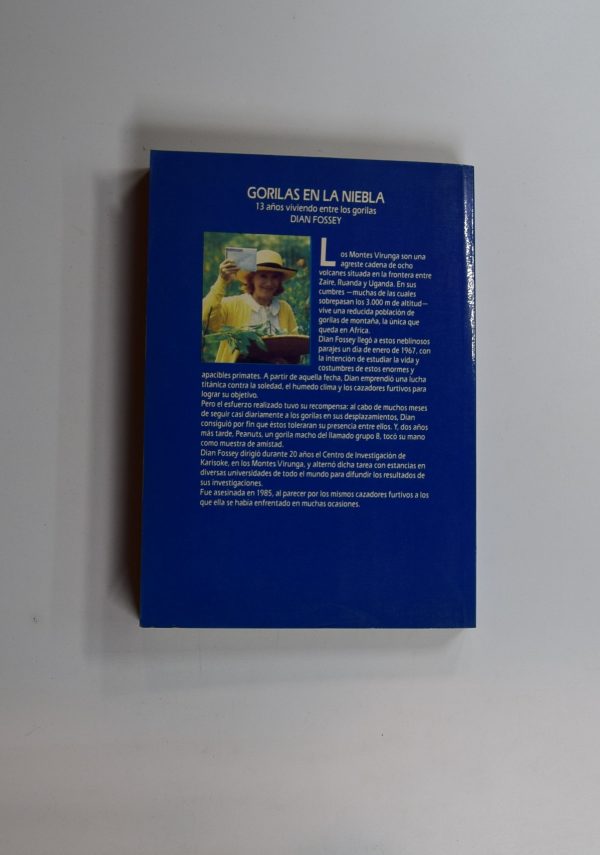 GORILAS EN LA NIEBLA
13 años viviendo entre los gorilas
DIAN FOSSEY
Los Montes Virunga son una
agreste cadena de ocho
volcanes situada en la frontera entre
Zaire, Ruanda y Uganda. En sus
cumbres —muchas de las cuales
sobrepasan los 3.000 m de altitud—
vive una reducida población de
gorilas de montaña, la única que
queda en Africa.
Dian Fossey llegó a estos neblinosos
parajes un día de enero de 1967, con
la intención de estudiar la vida y
costumbres de estos enormes y
apacibles primates. A partir de aquella fecha, Dian emprendió una lucha
titánica contra la soledad, el humedo clima y los cazadores furtivos para
lograr su objetivo.
Pero el esfuerzo realizado tuvo su recompensa: al cabo de muchos meses
de seguir casi diariamente a los gorilas en sus desplazamientos, Dian
consiguió por fin que éstos toleraran su presencia entre ellos. Y, dos años
más tarde, Peanuts, un gorila macho del llamado grupo 8, tocó su mano
como muestra de amistad.
Dian Fossey dirigió durante 20 años el Centro de Investigación de
Karisoke, en los Montes Virunga, y alternó dicha tarea con estancias en
diversas universidades de todo el mundo para difundir los resultados de
sus investigaciones.
Fue asesinada en 1985, al parecer por los mismos cazadores furtivos a los
que ella se había enfrentado en muchas ocasiones.